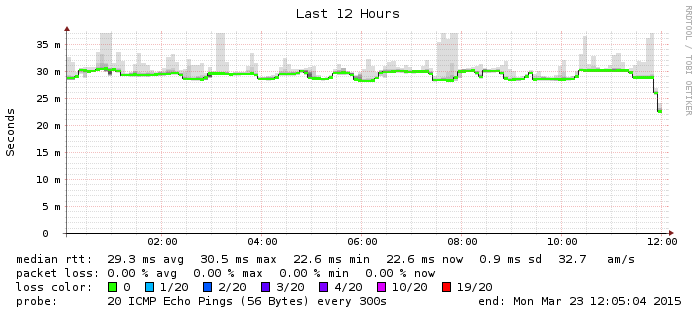 Last 12 Hours
RRDTOOL / TOBI OETIKER
Seconds
35 m
30 m
25 m
20 m
15 m
10 m
5 m
0
02:00 04:00 06:00 08:00 10:00 12:00
median rtt: 29.3 ms avg 30.5 ms max 22.6 ms min 22.6 ms now 0.9 ms sd 32.7 am/s
packet loss: 0.00 % avg 0.00 % max 0.00 % min 0.00 % now
loss color: 0 1/20 2/20 3/20 4/20 10/20 19/20
probe: 20 ICMP Echo Pings (56 Bytes) every 300s end: Mon Mar 23 12:05:04 2015